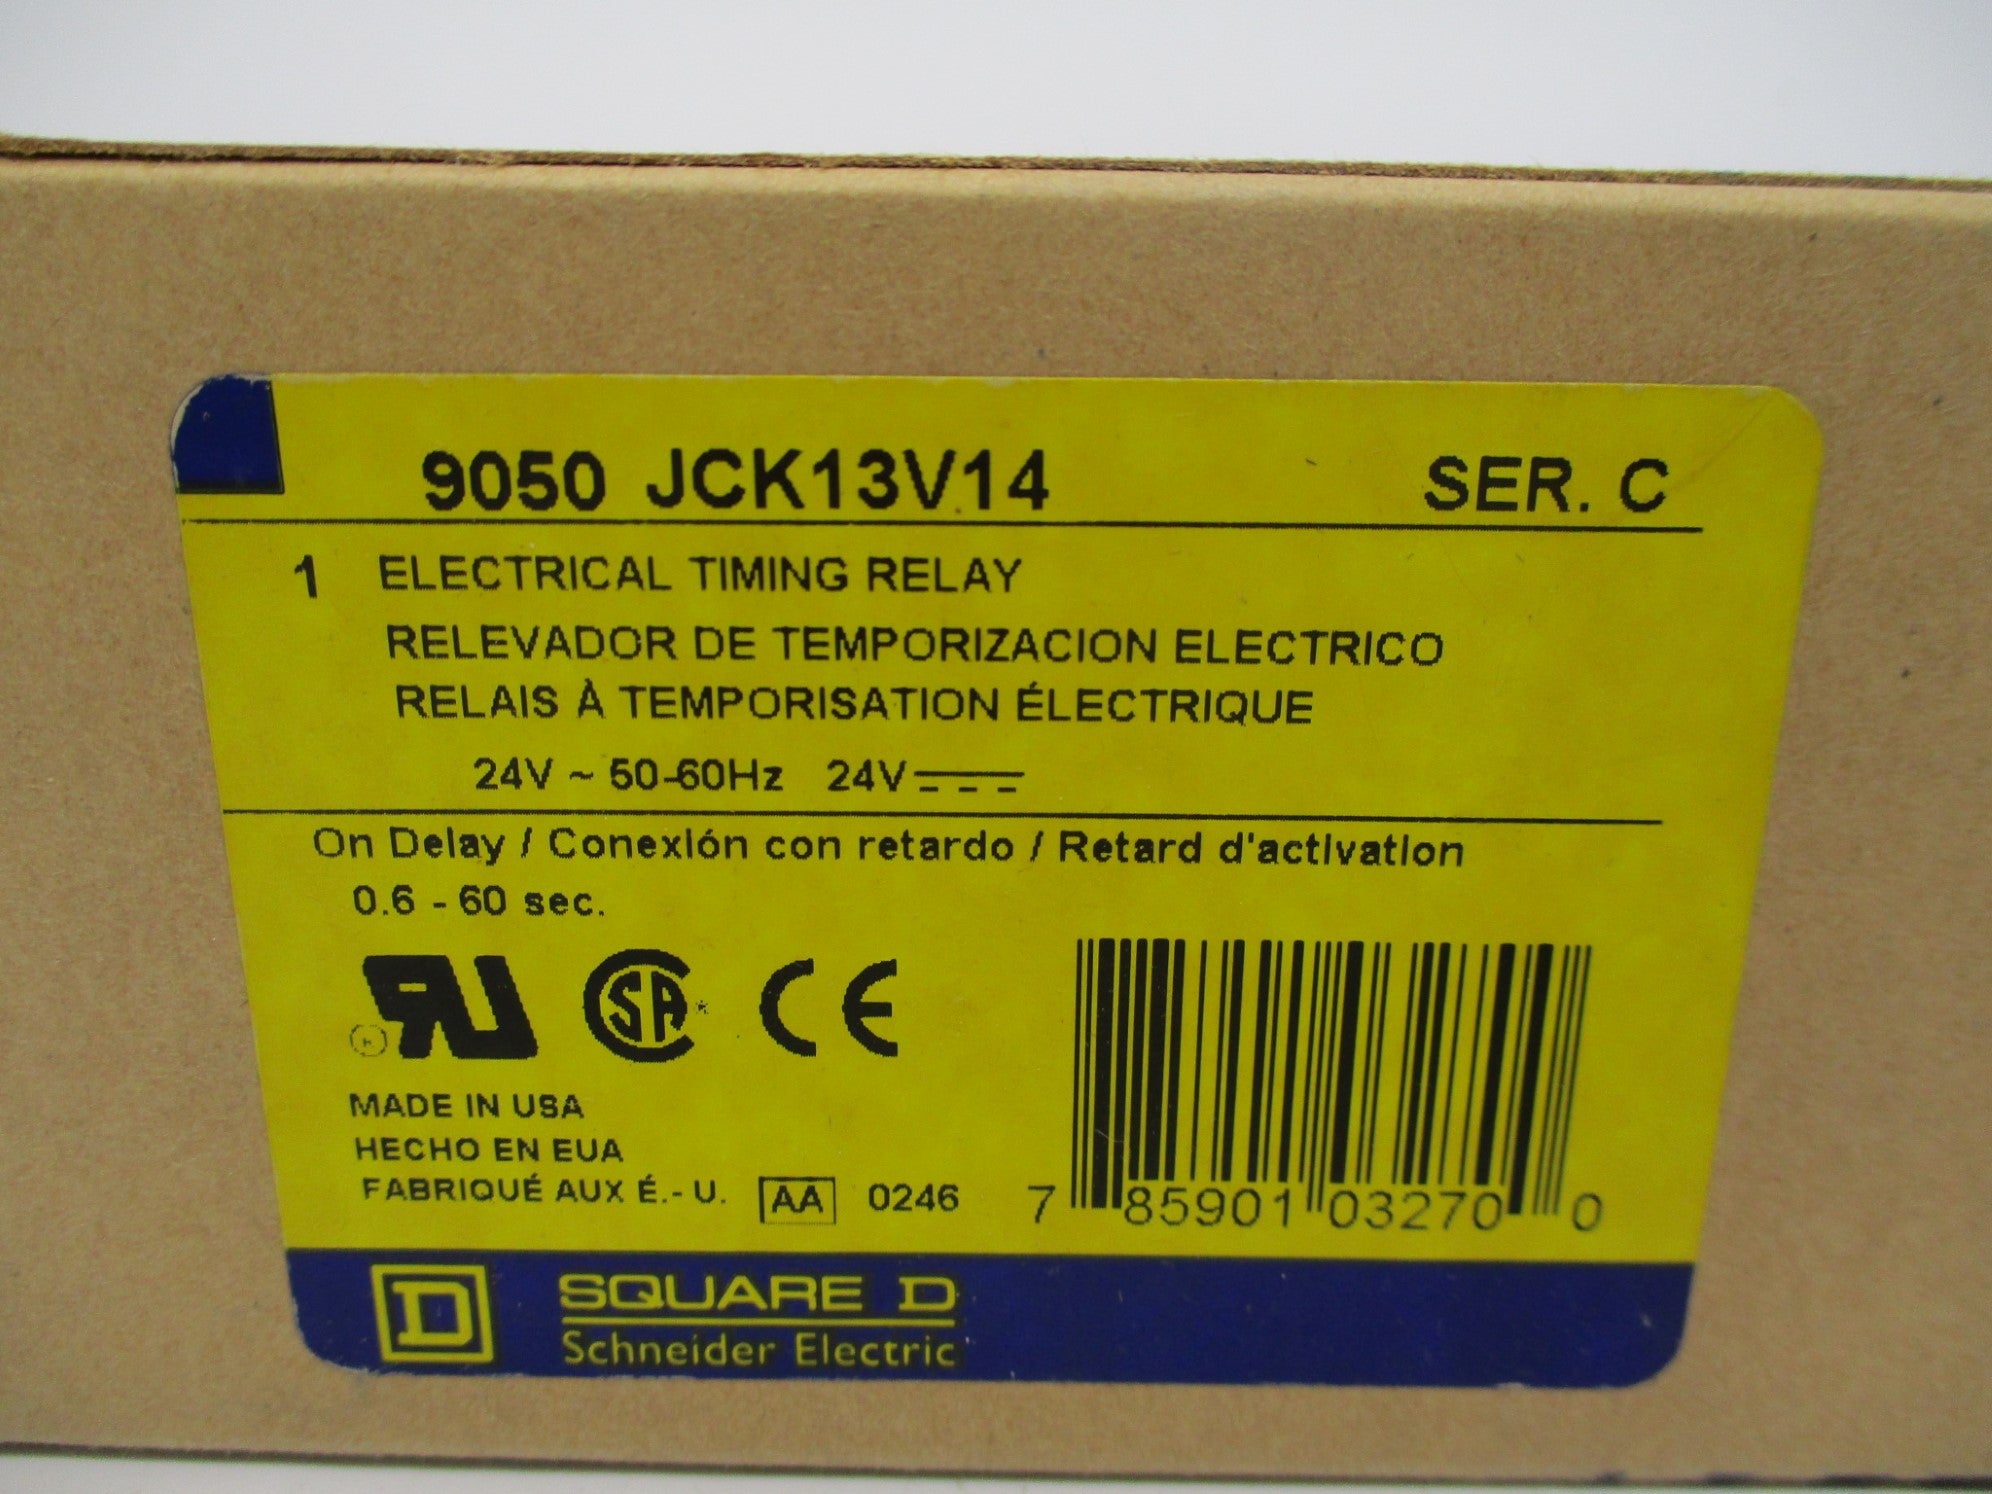 9050 JCK13V14 SER. C
1 ELECTRICAL TIMING RELAY
RELEVADOR DE TEMPORIZACION ELECTRICO
RELAIS À TEMPORISATION ÉLECTRIQUE
24V ~ 50-60Hz 24V⎓
On Delay / Conexión con retardo / Retard d'activation
0.6 - 60 sec.
RU SA CE
MADE IN USA
HECHO EN EUA
FABRIQUÉ AUX É.- U. AA 0246
7 85901 03270 0
D SQUARE D
Schneider Electric